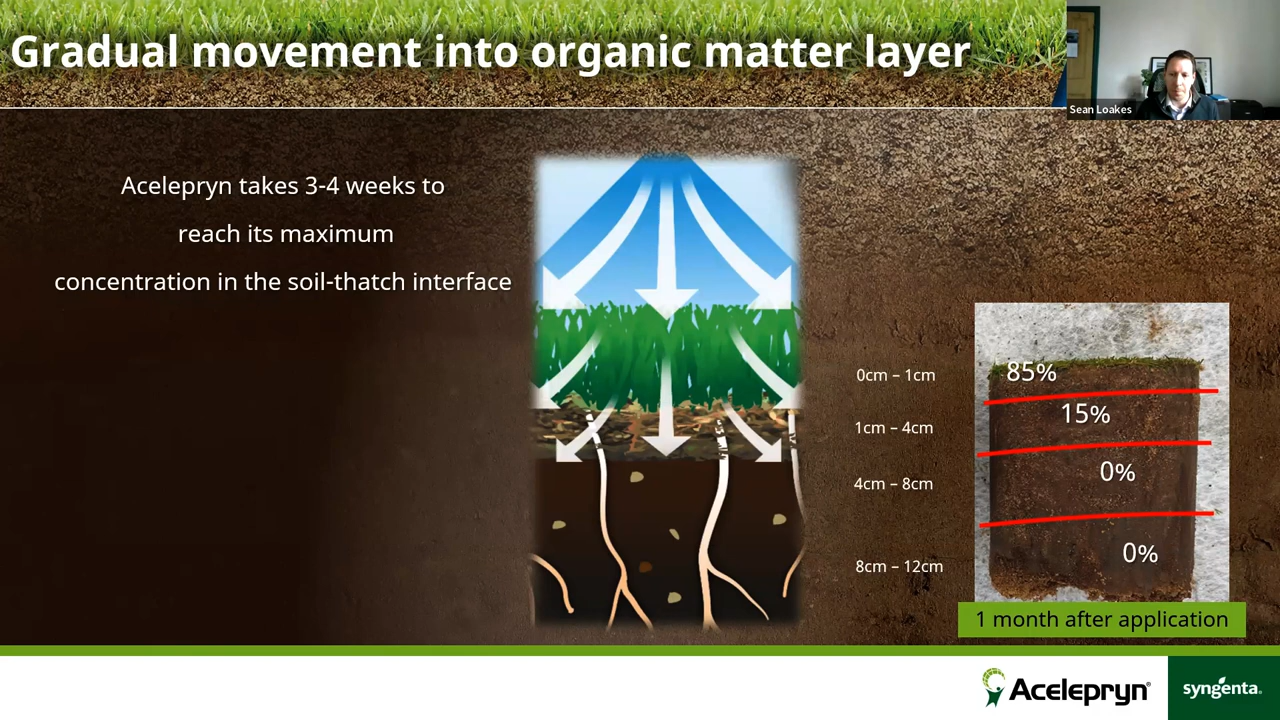 Gradual movement into organic matter layer
Sean Loakes
Acelepryn takes 3-4 weeks to
reach its maximum
concentration in the soil-thatch interface
0cm – 1cm
85%
1cm – 4cm
15%
4cm – 8cm
0%
8cm – 12cm
0%
1 month after application
Acelepryn®
syngenta®